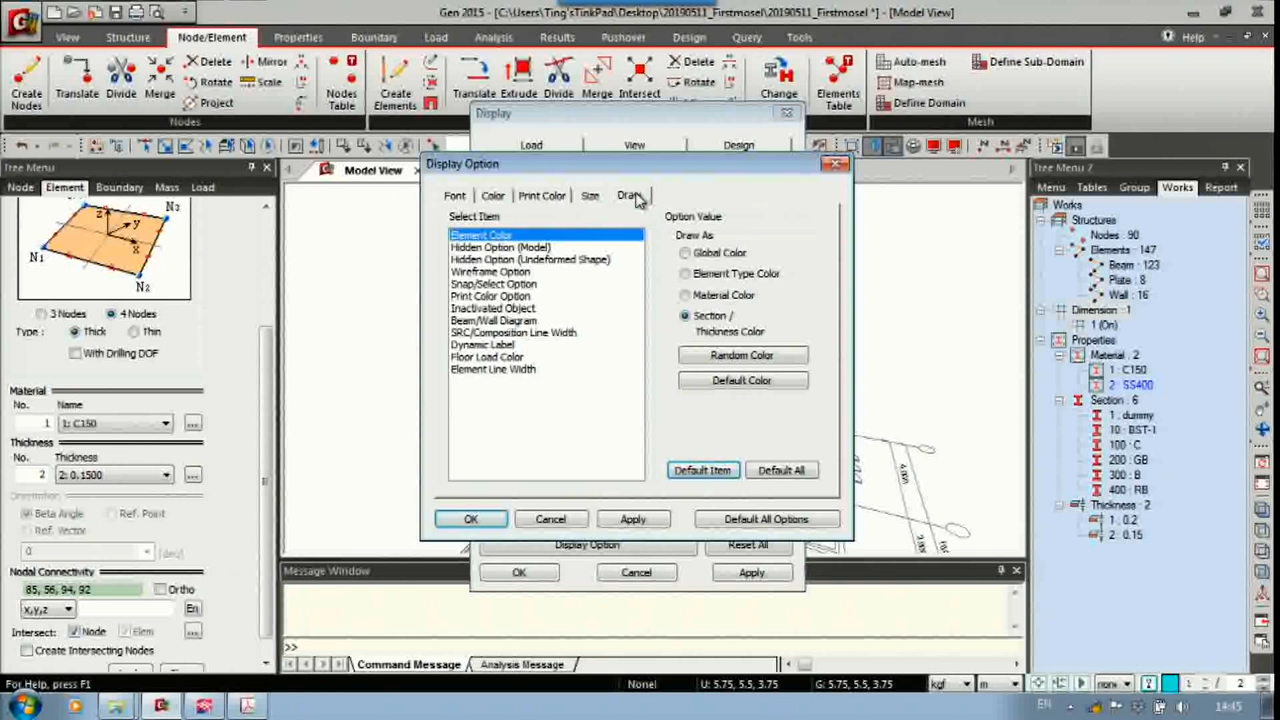 Gen 2015 - [C:\Users\Ting'sTinkPad\Desktop\20190511_Firstmosel\20190511_Firstmosel *] - [Model View]
View Structure Node/Element Properties Boundary Load Analysis Results Pushover Design Query Tools Help
Create Nodes
Translate
Divide
Merge
Delete
Rotate
Project
Mirror
Scale
Nodes Table
Create Elements
Translate
Extrude
Divide
Merge
Intersect
Delete
Rotate
Change
Elements Table
Auto-mesh
Map-mesh
Define Domain
Define Sub-Domain
Nodes
Mesh
Tree Menu
Node Element Boundary Mass Load
N1
N2
N3
z
y
x
3 Nodes 4 Nodes
Type : Thick Thin
With Drilling DOF
Material
No. Name
1 1: C150 ...
Thickness
No. Thickness
2 2: 0.1500 ...
Orientation
Beta Angle Ref. Point
Ref. Vector
0 [deg]
Nodal Connectivity
85, 56, 94, 92 Ortho
x,y,z En
Intersect: Node Elem ...
Create Intersecting Nodes
Model View
Display
Load View Design
Display Option
Font Color Print Color Size Draw
Select Item
Element Color
Hidden Option (Model)
Hidden Option (Undeformed Shape)
Wireframe Option
Snap/Select Option
Print Color Option
Inactivated Object
Beam/Wall Diagram
SRC/Composition Line Width
Dynamic Label
Floor Load Color
Element Line Width
Option Value
Draw As
Global Color
Element Type Color
Material Color
Section /
Thickness Color
Random Color
Default Color
Default Item Default All
OK Cancel Apply Default All Options
Display Option Reset All
OK Cancel Apply
Message Window
>>
Command Message Analysis Message
Tree Menu 2
Menu Tables Group Works Report
Works
Structures
Nodes : 90
Elements : 147
Beam : 123
Plate : 8
Wall : 16
Dimension : 1
1 (On)
Properties
Material : 2
1 : C150
2 : SS400
Section : 6
1 : dummy
10 : BST-1
100 : C
200 : GB
300 : B
400 : RB
Thickness : 2
1 : 0.2
2 : 0.15
For Help, press F1
None!
U: 5.75, 5.5, 3.75
G: 5.75, 5.5, 3.75
kgf
m
non
? 1 / 2
EN
14:45